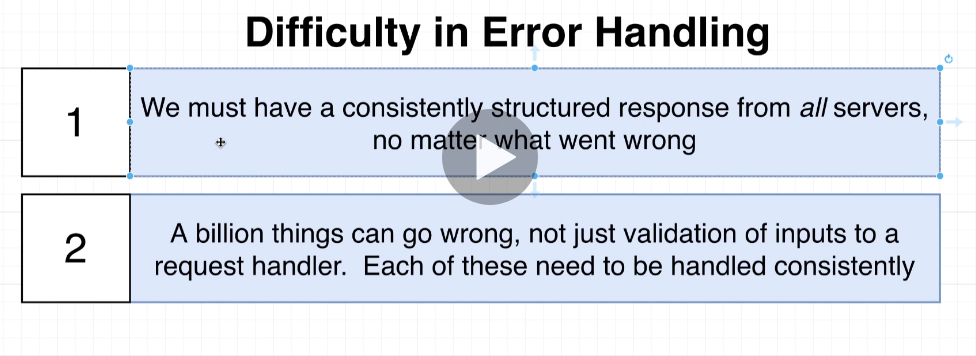 Difficulty in Error Handling
1
We must have a consistently structured response from all servers,
no matter what went wrong
2
A billion things can go wrong, not just validation of inputs to a
request handler.  Each of these need to be handled consistently